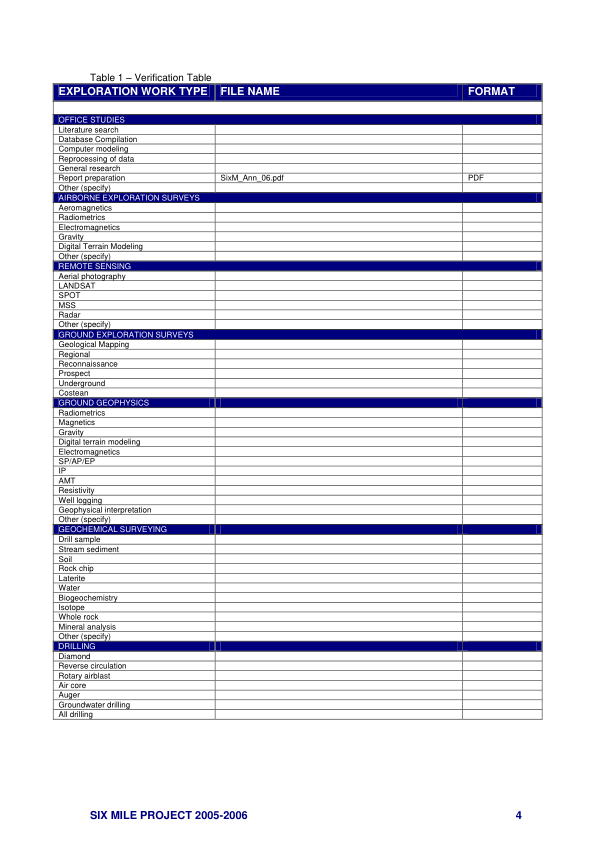 Table 1 – Verification Table
EXPLORATION WORK TYPE FILE NAME FORMAT
OFFICE STUDIES
Literature search
Database Compilation
Computer modeling
Reprocessing of data
General research
Report preparation SixM_Ann_06.pdf PDF
Other (specify)
AIRBORNE EXPLORATION SURVEYS
Aeromagnetics
Radiometrics
Electromagnetics
Gravity
Digital Terrain Modeling
Other (specify)
REMOTE SENSING
Aerial photography
LANDSAT
SPOT
MSS
Radar
Other (specify)
GROUND EXPLORATION SURVEYS
Geological Mapping
Regional
Reconnaissance
Prospect
Underground
Costean
GROUND GEOPHYSICS
Radiometrics
Magnetics
Gravity
Digital terrain modeling
Electromagnetics
SP/AP/EP
IP
AMT
Resistivity
Well logging
Geophysical interpretation
Other (specify)
GEOCHEMICAL SURVEYING
Drill sample
Stream sediment
Soil
Rock chip
Laterite
Water
Biogeochemistry
Isotope
Whole rock
Mineral analysis
Other (specify)
DRILLING
Diamond
Reverse circulation
Rotary airblast
Air core
Auger
Groundwater drilling
All drilling
SIX MILE PROJECT 2005-2006 4